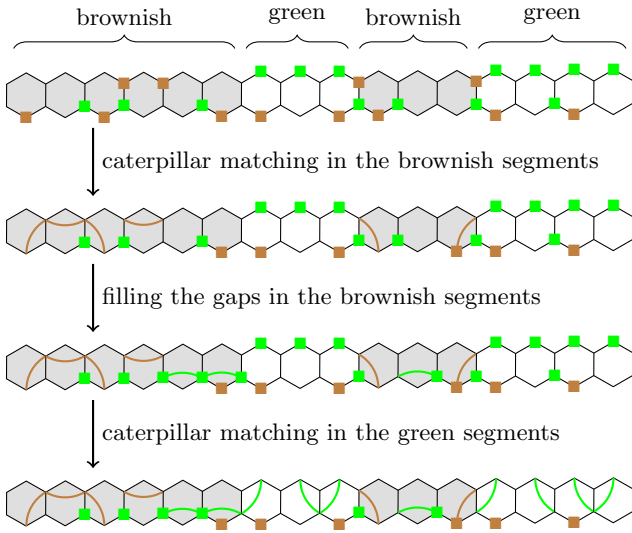 brownish green brownish green
caterpillar matching in the brownish segments
filling the gaps in the brownish segments
caterpillar matching in the green segments